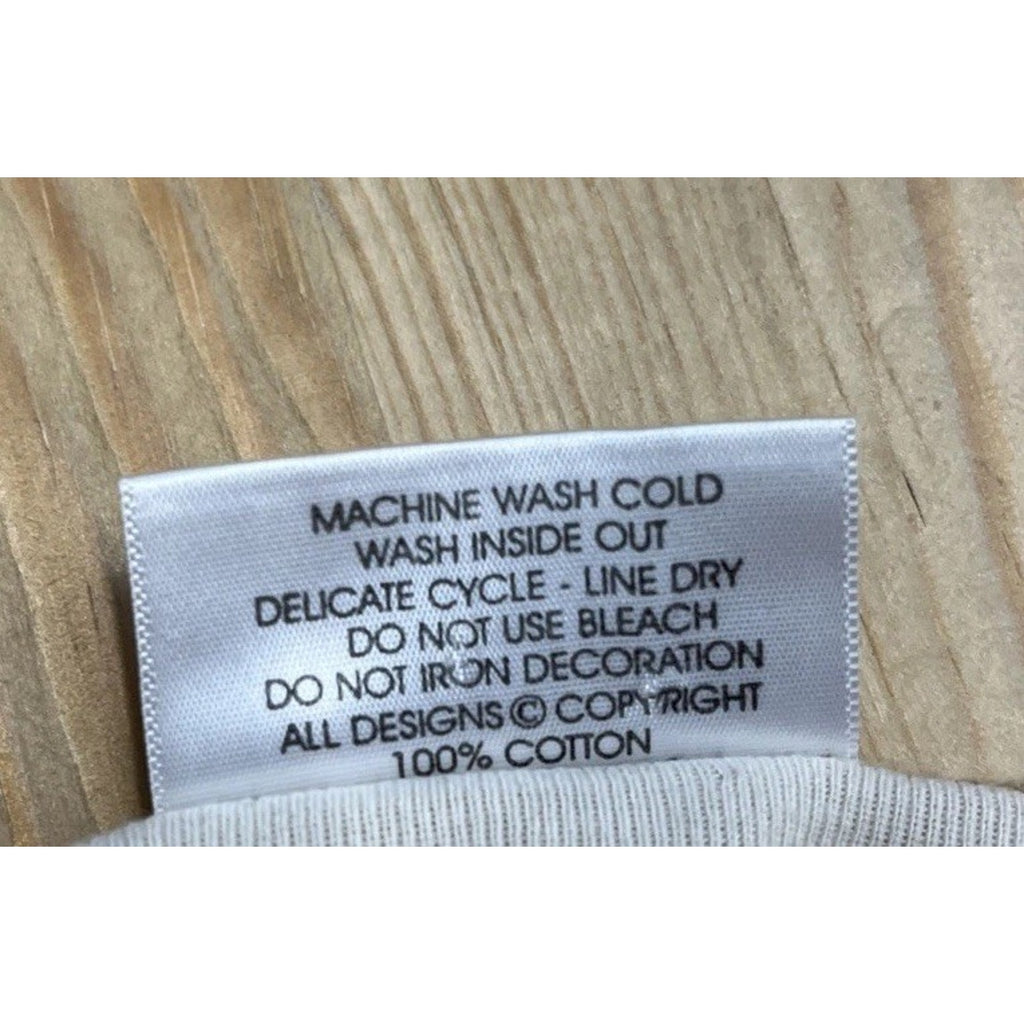 MACHINE WASH COLD
WASH INSIDE OUT
DELICATE CYCLE - LINE DRY
DO NOT USE BLEACH
DO NOT IRON DECORATION
ALL DESIGNS © COPYRIGHT
100% COTTON